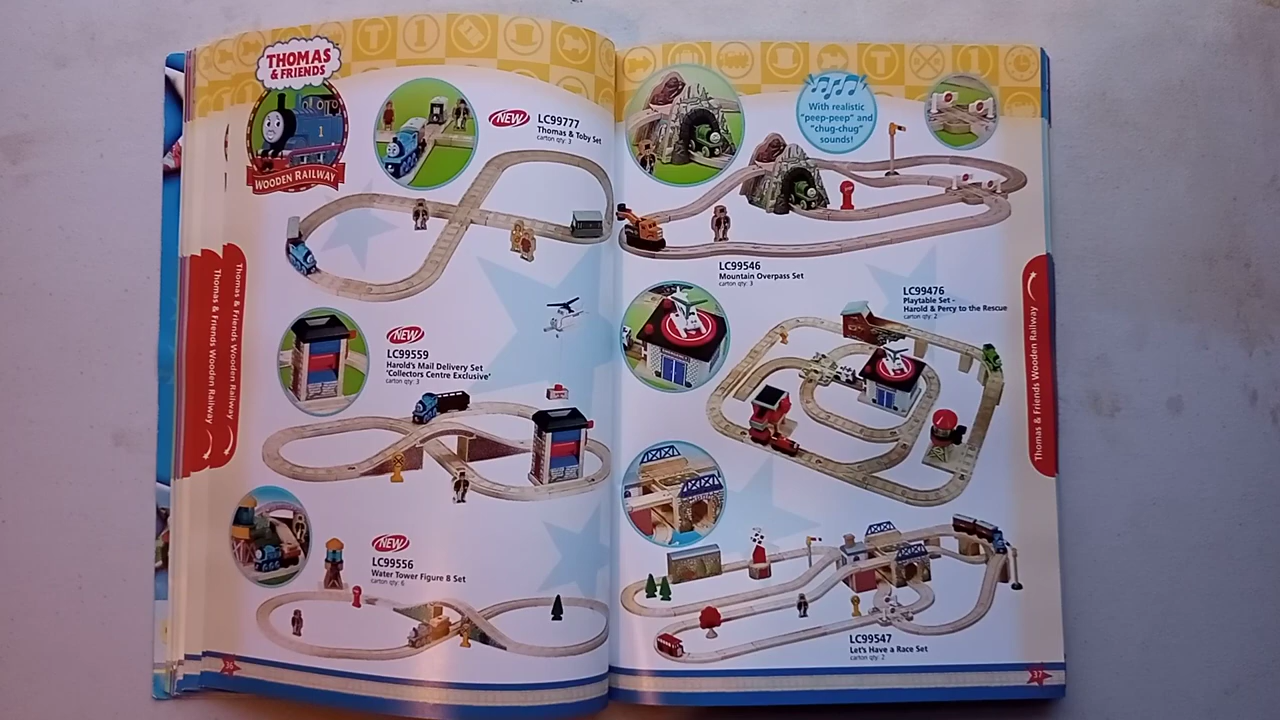 THOMAS
& FRIENDS
1
WOODEN RAILWAY
NEW
LC99777
Thomas & Toby Set
carton qty: 3
NEW
LC99559
Harold's Mail Delivery Set
'Collectors Centre Exclusive'
carton qty: 3
NEW
LC99556
Water Tower Figure 8 Set
carton qty: 6
Thomas & Friends Wooden Railway
Thomas & Friends Wooden Railway
36
With realistic
"peep-peep" and
"chug-chug"
sounds!
LC99546
Mountain Overpass Set
carton qty: 3
LC99476
Playtable Set -
Harold & Percy to the Rescue
carton qty: 2
LC99547
Let's Have a Race Set
carton qty: 2
Thomas & Friends Wooden Railway
37